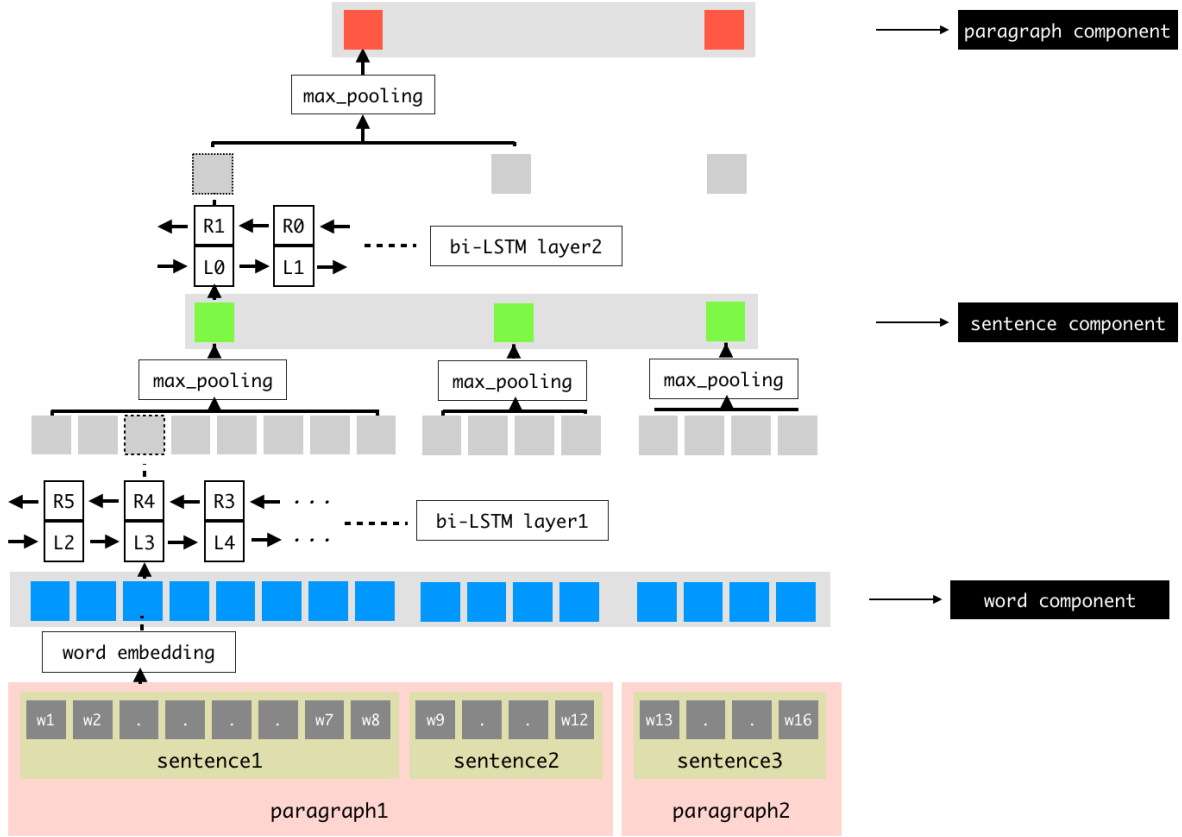 paragraph component
max_pooling
R1 R0
bi-LSTM layer2
L0 L1
sentence component
max_pooling max_pooling max_pooling
R5 R4 R3 . . .
bi-LSTM layer1
L2 L3 L4 . . .
word component
word embedding
w1 w2 . . . . w7 w8 w9 . . w12 w13 . . w16
sentence1 sentence2 sentence3
paragraph1 paragraph2